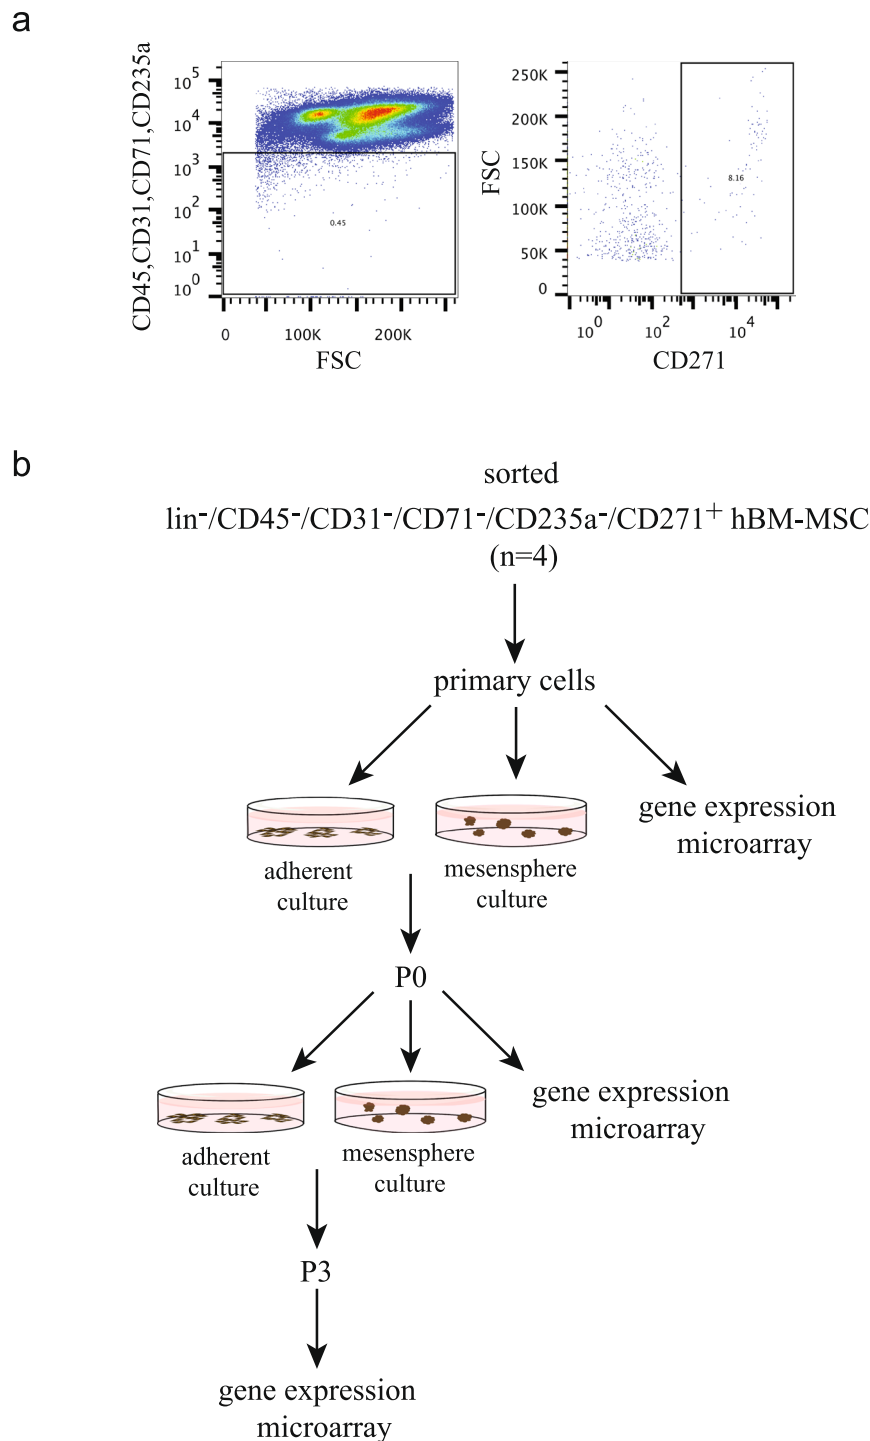 a
CD45,CD31,CD71,CD235a
10⁵
10⁴
10³
10²
10¹
10⁰
0.45
0
100K
200K
FSC
FSC
250K
200K
150K
100K
50K
0
8.16
10⁰
10²
10⁴
CD271
b
sorted
lin⁻/CD45⁻/CD31⁻/CD71⁻/CD235a⁻/CD271⁺ hBM-MSC
(n=4)
primary cells
adherent
culture
mesensphere
culture
gene expression
microarray
P0
adherent
culture
mesensphere
culture
gene expression
microarray
P3
gene expression
microarray